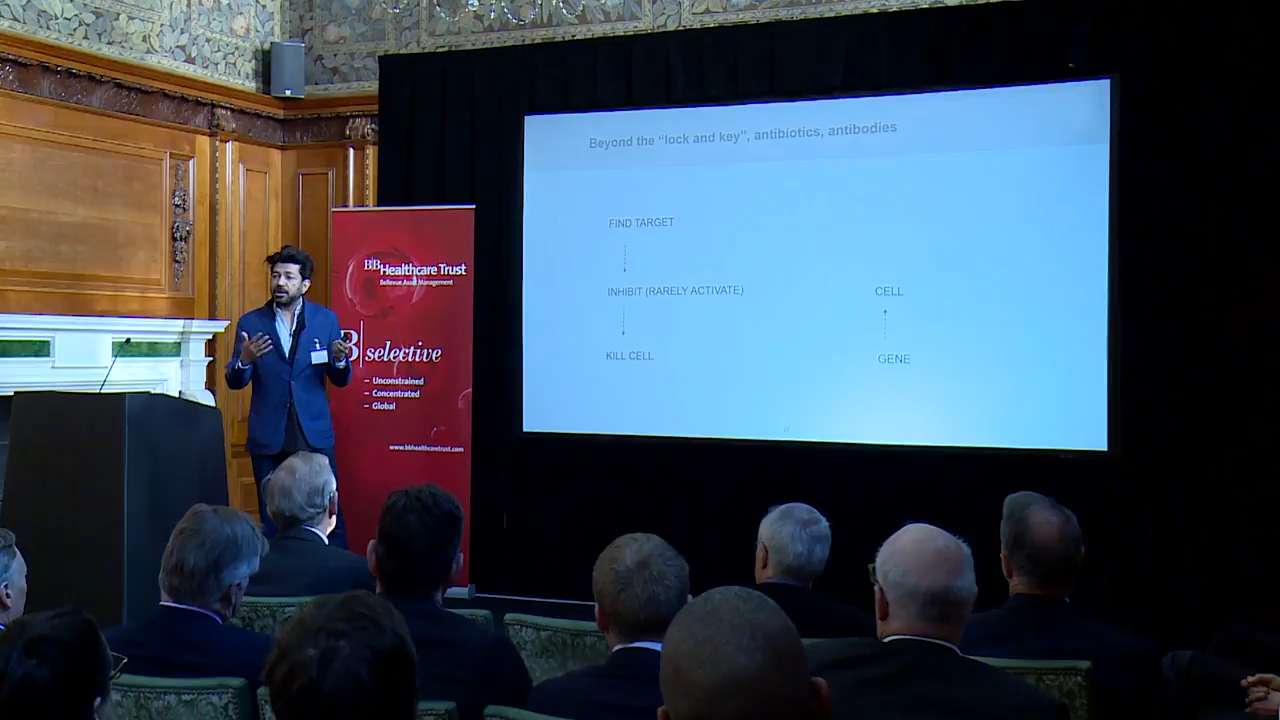 Beyond the “lock and key”, antibiotics, antibodies
FIND TARGET
INHIBIT (RARELY ACTIVATE)
CELL
KILL CELL
GENE
17
BB Healthcare Trust
Bellevue Asset Management
B selective
– Unconstrained
– Concentrated
– Global
www.bbhealthcaretrust.com